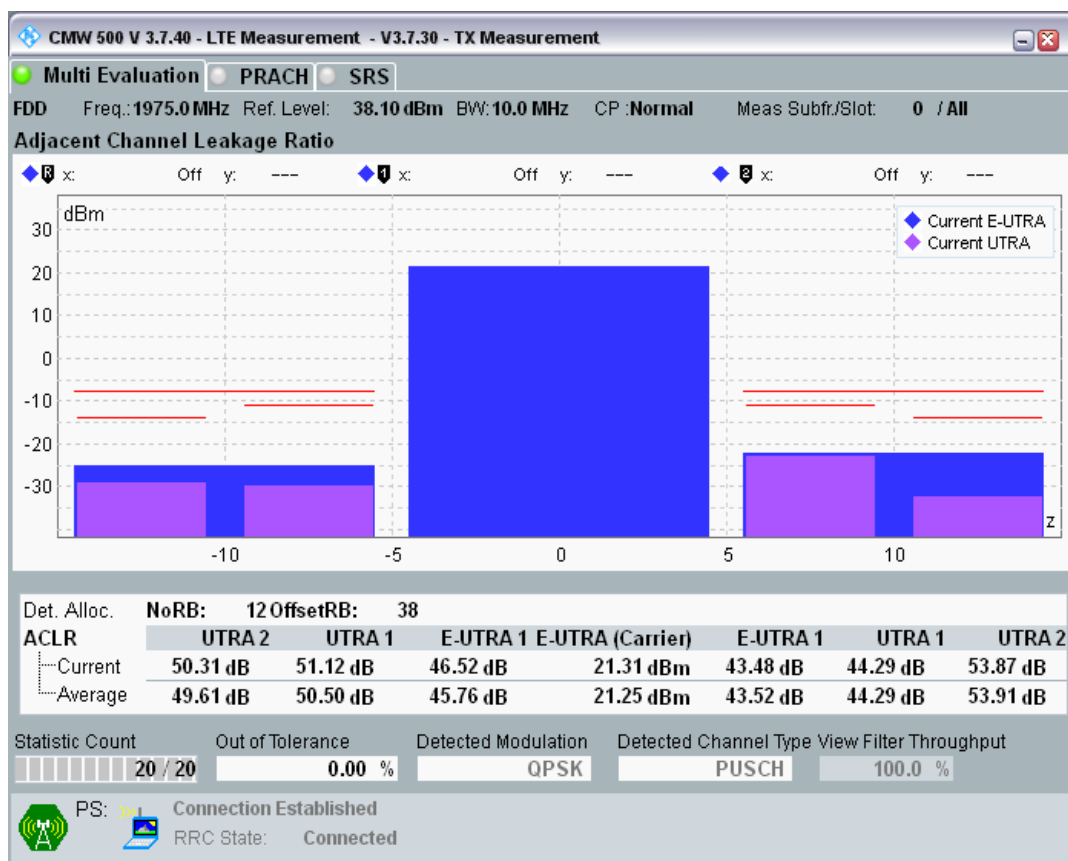 CMW 500 V 3.7.40 - LTE Measurement - V3.7.30 - TX Measurement
Multi Evaluation PRACH SRS
FDD Freq.: 1975.0 MHz Ref. Level: 38.10 dBm BW: 10.0 MHz CP : Normal Meas Subfr./Slot: 0 / All
Adjacent Channel Leakage Ratio
R x: Off y: --- 1 x: Off y: --- 2 x: Off y: ---
dBm
Current E-UTRA
Current UTRA
30
20
10
0
-10
-20
-30
z
-10 -5 0 5 10
Det. Alloc. NoRB: 12 OffsetRB: 38
ACLR UTRA 2 UTRA 1 E-UTRA 1 E-UTRA (Carrier) E-UTRA 1 UTRA 1 UTRA 2
Current 50.31 dB 51.12 dB 46.52 dB 21.31 dBm 43.48 dB 44.29 dB 53.87 dB
Average 49.61 dB 50.50 dB 45.76 dB 21.25 dBm 43.52 dB 44.29 dB 53.91 dB
Statistic Count Out of Tolerance Detected Modulation Detected Channel Type View Filter Throughput
20 / 20 0.00 % QPSK PUSCH 100.0 %
PS: Connection Established
RRC State: Connected